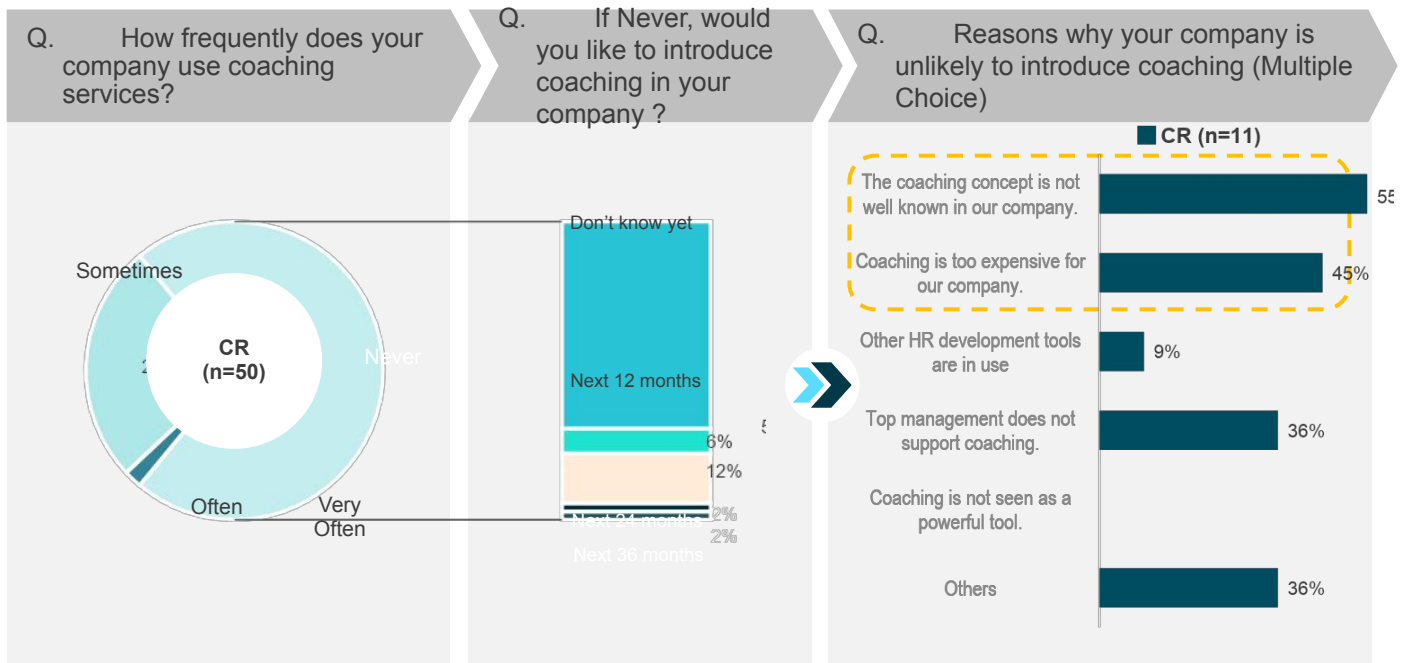 Q. How frequently does your
company use coaching
services?
Q. If Never, would
you like to introduce
coaching in your
company ?
Q. Reasons why your company is
unlikely to introduce coaching (Multiple
Choice)
Sometimes
CR
(n=50)
Never
Often
Very
Often
Don't know yet
Next 12 months
6%
12%
2%
Next 24 months
2%
Next 36 months
CR (n=11)
The coaching concept is not
well known in our company.
55
Coaching is too expensive for
our company.
45%
Other HR development tools
are in use
9%
Top management does not
support coaching.
36%
Coaching is not seen as a
powerful tool.
Others
36%